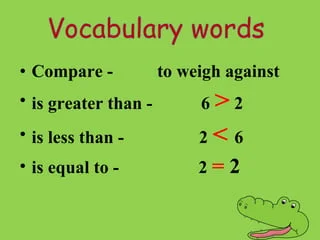 Vocabulary words
• Compare - to weigh against
• is greater than - 6 > 2
• is less than - 2 < 6
• is equal to - 2 = 2